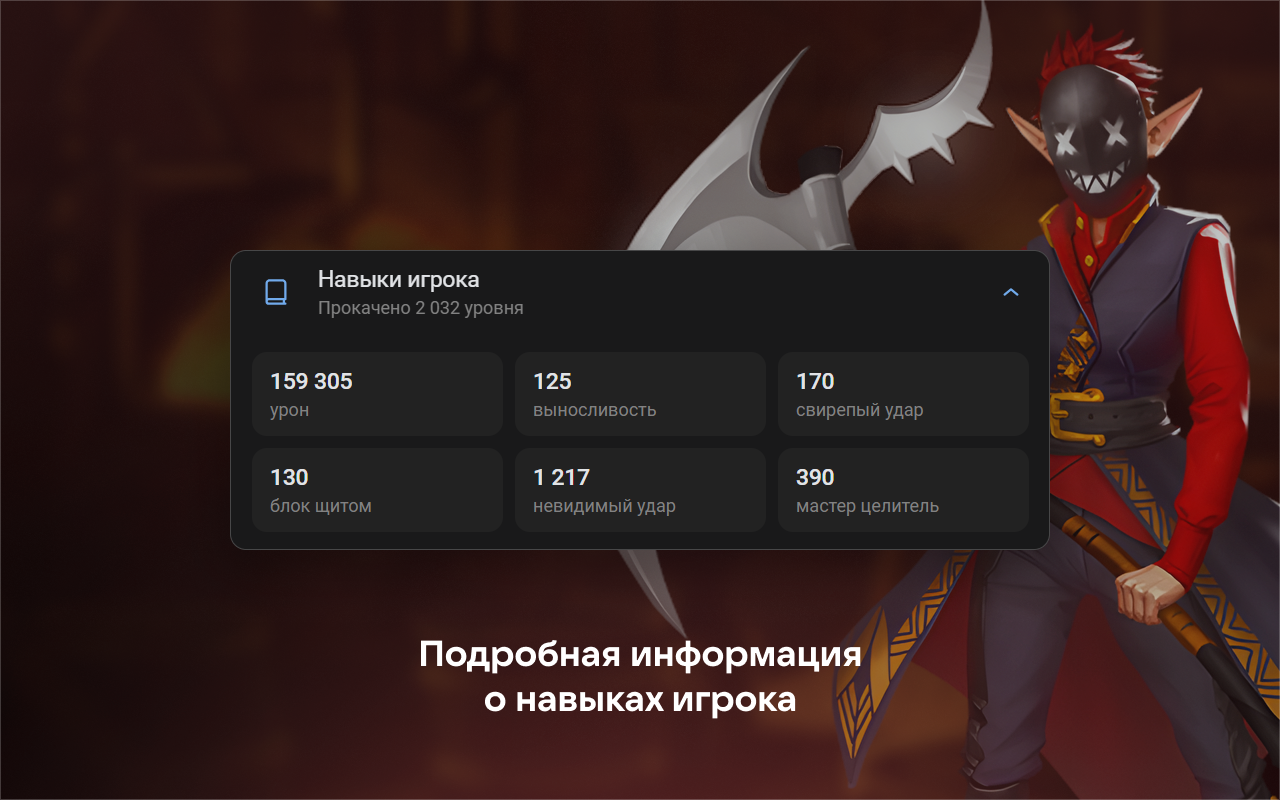 Навыки игрока
Прокачено 2 032 уровня
159 305
урон
125
выносливость
170
свирепый удар
130
блок щитом
1 217
невидимый удар
390
мастер целитель
Подробная информация
о навыках игрока